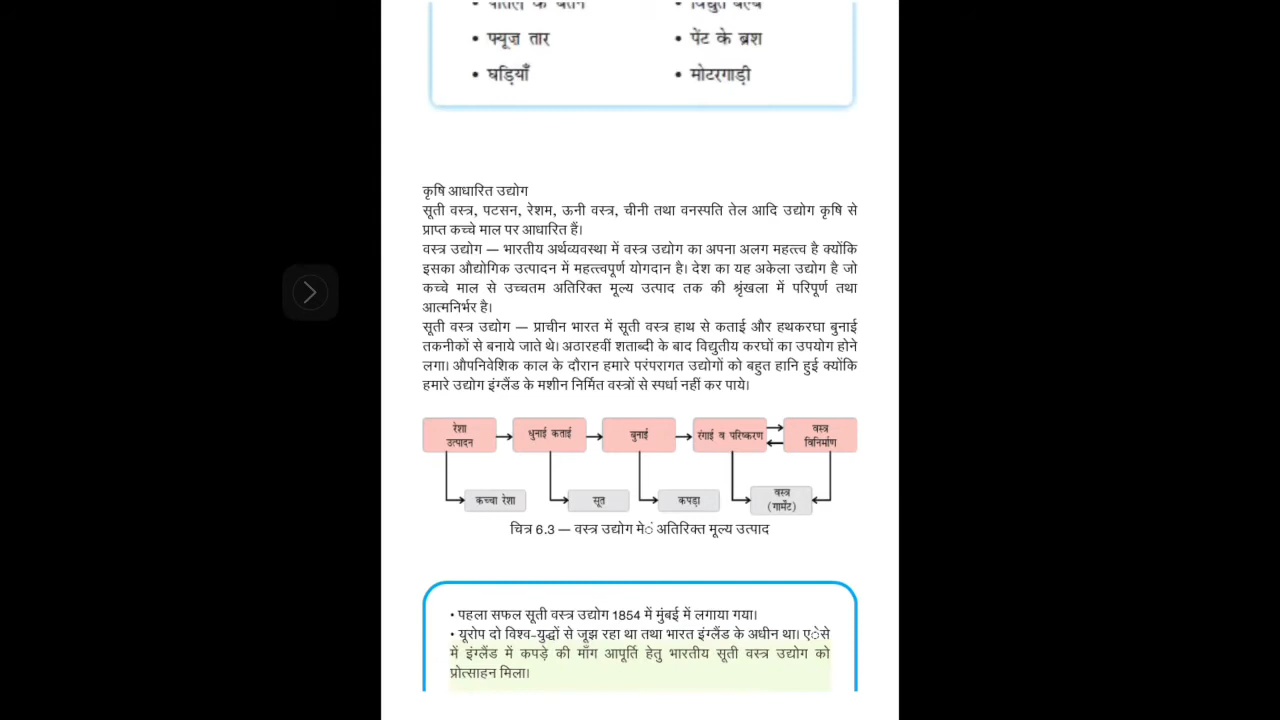 • फ्यूज़ तार
• पेंट के ब्रश
• घड़ियाँ
• मोटरगाड़ी
कृषि आधारित उद्योग
सूती वस्त्र, पटसन, रेशम, ऊनी वस्त्र, चीनी तथा वनस्पति तेल आदि उद्योग कृषि से
प्राप्त कच्चे माल पर आधारित हैं।
वस्त्र उद्योग — भारतीय अर्थव्यवस्था में वस्त्र उद्योग का अपना अलग महत्त्व है क्योंकि
इसका औद्योगिक उत्पादन में महत्त्वपूर्ण योगदान है। देश का यह अकेला उद्योग है जो
कच्चे माल से उच्चतम अतिरिक्त मूल्य उत्पाद तक की श्रृंखला में परिपूर्ण तथा
आत्मनिर्भर है।
सूती वस्त्र उद्योग — प्राचीन भारत में सूती वस्त्र हाथ से कताई और हथकरघा बुनाई
तकनीकों से बनाये जाते थे। अठारहवीं शताब्दी के बाद विद्युतीय करघों का उपयोग होने
लगा। औपनिवेशिक काल के दौरान हमारे परंपरागत उद्योगों को बहुत हानि हुई क्योंकि
हमारे उद्योग इंग्लैंड के मशीन निर्मित वस्त्रों से स्पर्धा नहीं कर पाये।
रेशा
उत्पादन
धुनाई कताई
बुनाई
रंगाई व परिष्करण
वस्त्र
विनिर्माण
कच्चा रेशा
सूत
कपड़ा
वस्त्र
(गार्मेंट)
चित्र 6.3 — वस्त्र उद्योग मे◌ं अतिरिक्त मूल्य उत्पाद
• पहला सफल सूती वस्त्र उद्योग 1854 में मुंबई में लगाया गया।
• यूरोप दो विश्व-युद्धों से जूझ रहा था तथा भारत इंग्लैंड के अधीन था। ए◌ेसे
में इंग्लैंड में कपड़े की माँग आपूर्ति हेतु भारतीय सूती वस्त्र उद्योग को
प्रोत्साहन मिला।